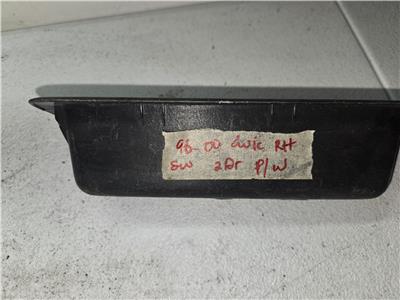 96-00 Civic RH
SW 2Dr P/W